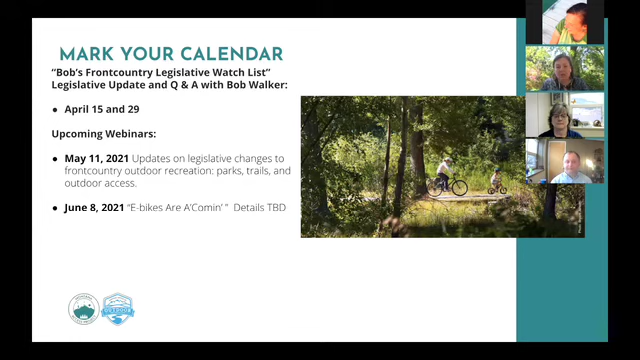 MARK YOUR CALENDAR
“Bob’s Frontcountry Legislative Watch List”
Legislative Update and Q & A with Bob Walker:
● April 15 and 29
Upcoming Webinars:
● May 11, 2021 Updates on legislative changes to
frontcountry outdoor recreation: parks, trails, and
outdoor access.
● June 8, 2021 “E-bikes Are A’Comin’ ” Details TBD